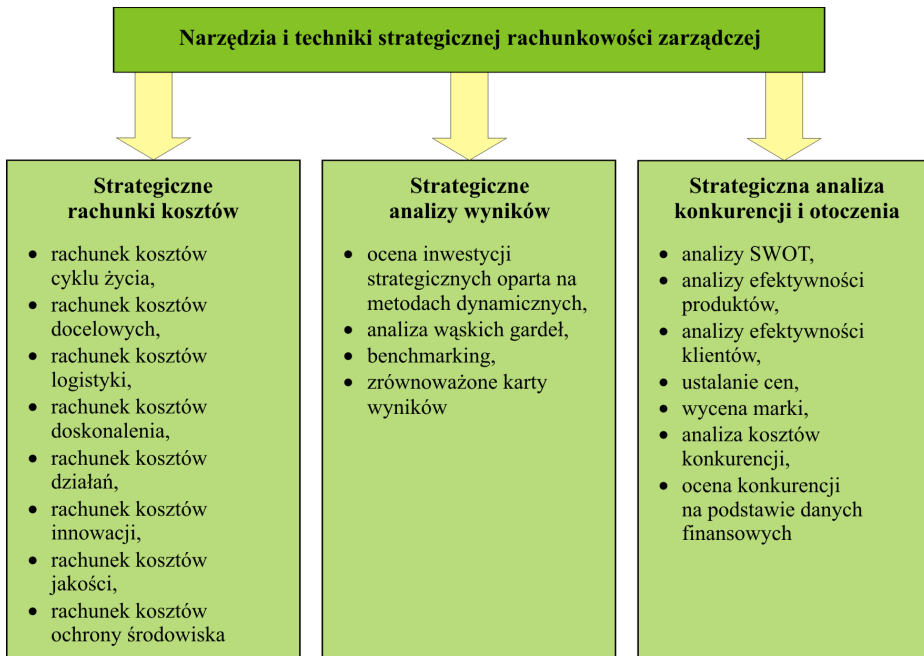 Narzędzia i techniki strategicznej rachunkowości zarządczej
Strategiczne
rachunki kosztów
• rachunek kosztów
cyklu życia,
• rachunek kosztów
docelowych,
• rachunek kosztów
logistyki,
• rachunek kosztów
doskonalenia,
• rachunek kosztów
działań,
• rachunek kosztów
innowacji,
• rachunek kosztów
jakości,
• rachunek kosztów
ochrony środowiska
Strategiczne
analizy wyników
• ocena inwestycji
strategicznych oparta na
metodach dynamicznych,
• analiza wąskich gardeł,
• benchmarking,
• zrównoważone karty
wyników
Strategiczna analiza
konkurencji i otoczenia
• analizy SWOT,
• analizy efektywności
produktów,
• analizy efektywności
klientów,
• ustalanie cen,
• wycena marki,
• analiza kosztów
konkurencji,
• ocena konkurencji
na podstawie danych
finansowych